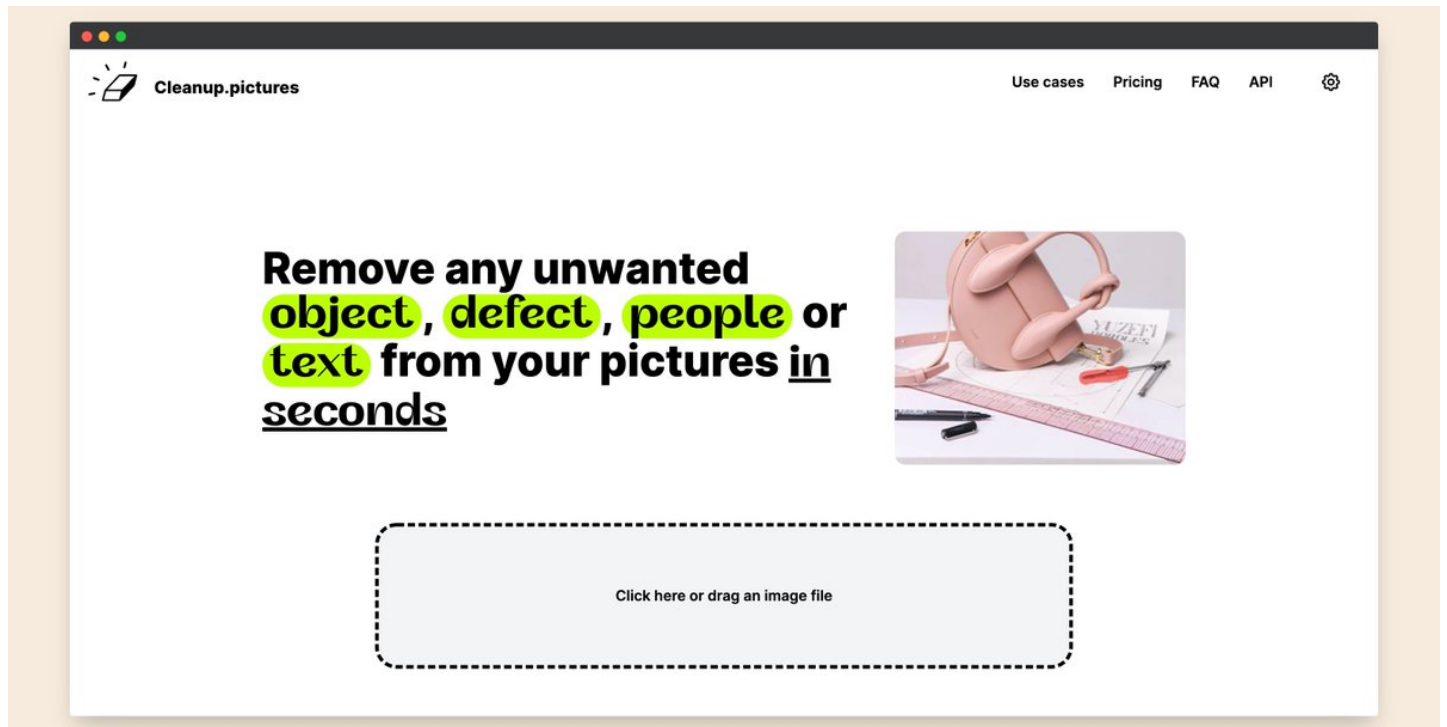 Cleanup.pictures
Use cases Pricing FAQ API
Remove any unwanted
object, defect, people or
text from your pictures in
seconds
YUZEFI
Click here or drag an image file